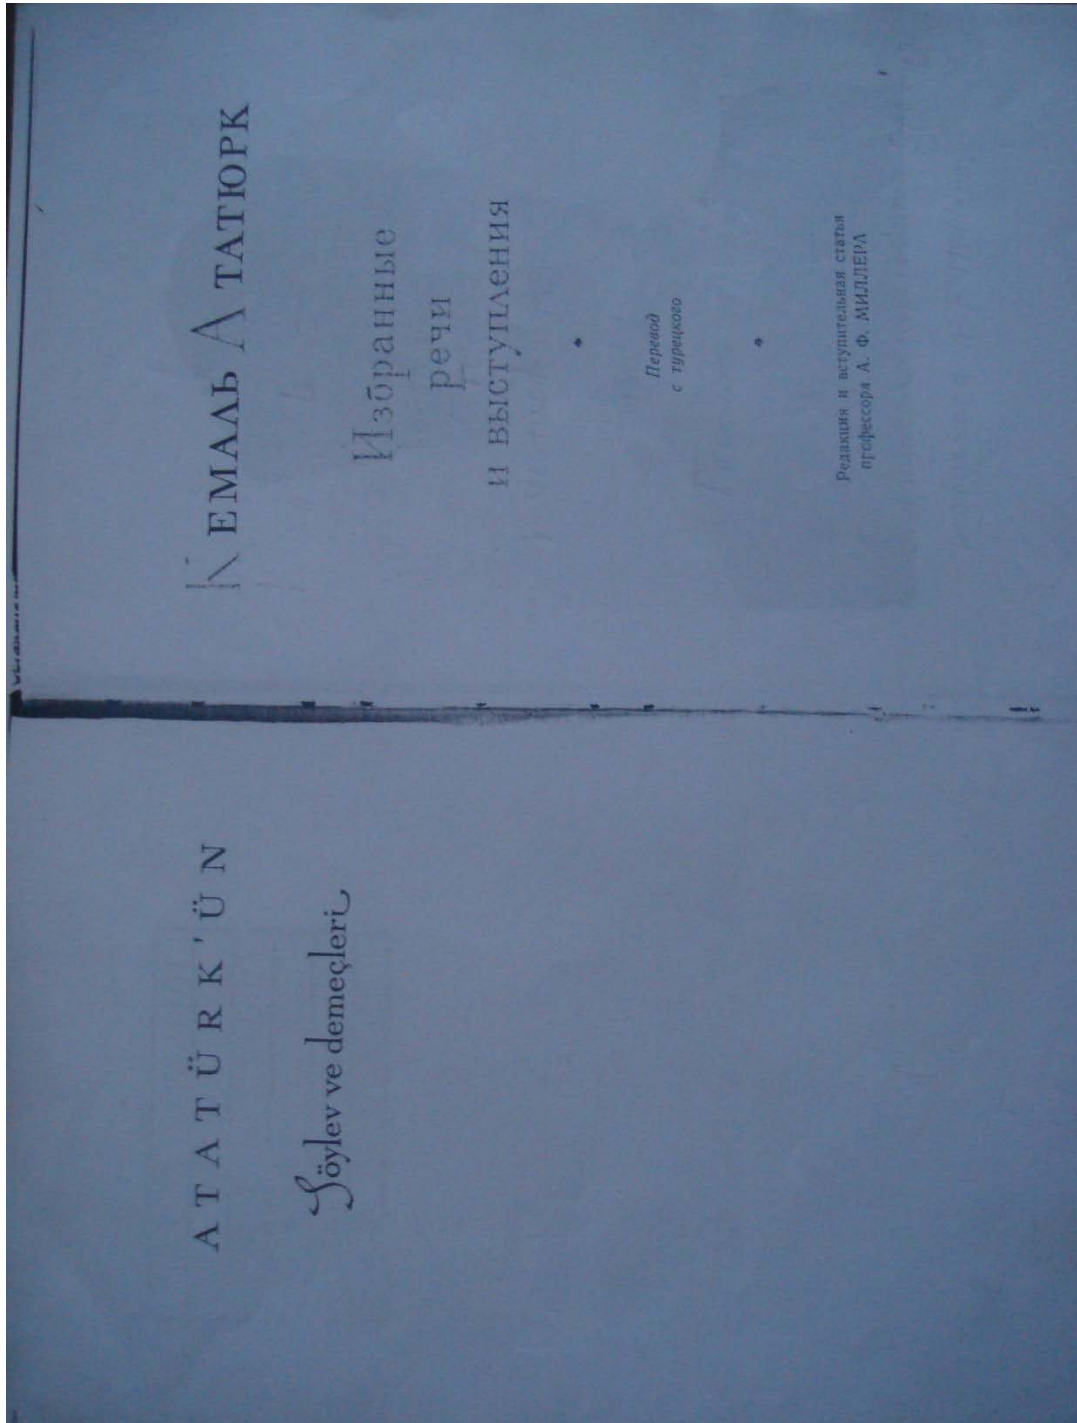 ATATÜRK'ÜN
Söylev ve demeçleri
КЕМАЛЬ АТАТЮРК
Избранные
речи
и выступления
Перевод
с турецкого
Редакция и вступительная статья
профессора А. Ф. МИЛЛЕРА